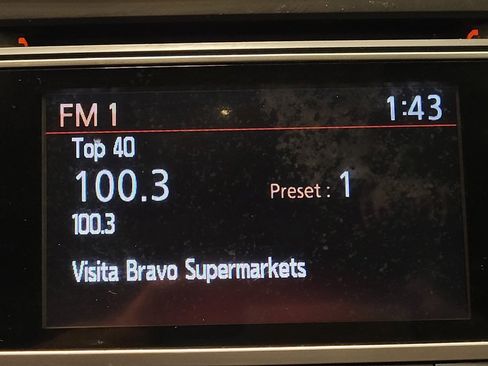 FM 1 1:43
Top 40
100.3 Preset : 1
100.3
Visita Bravo Supermarkets